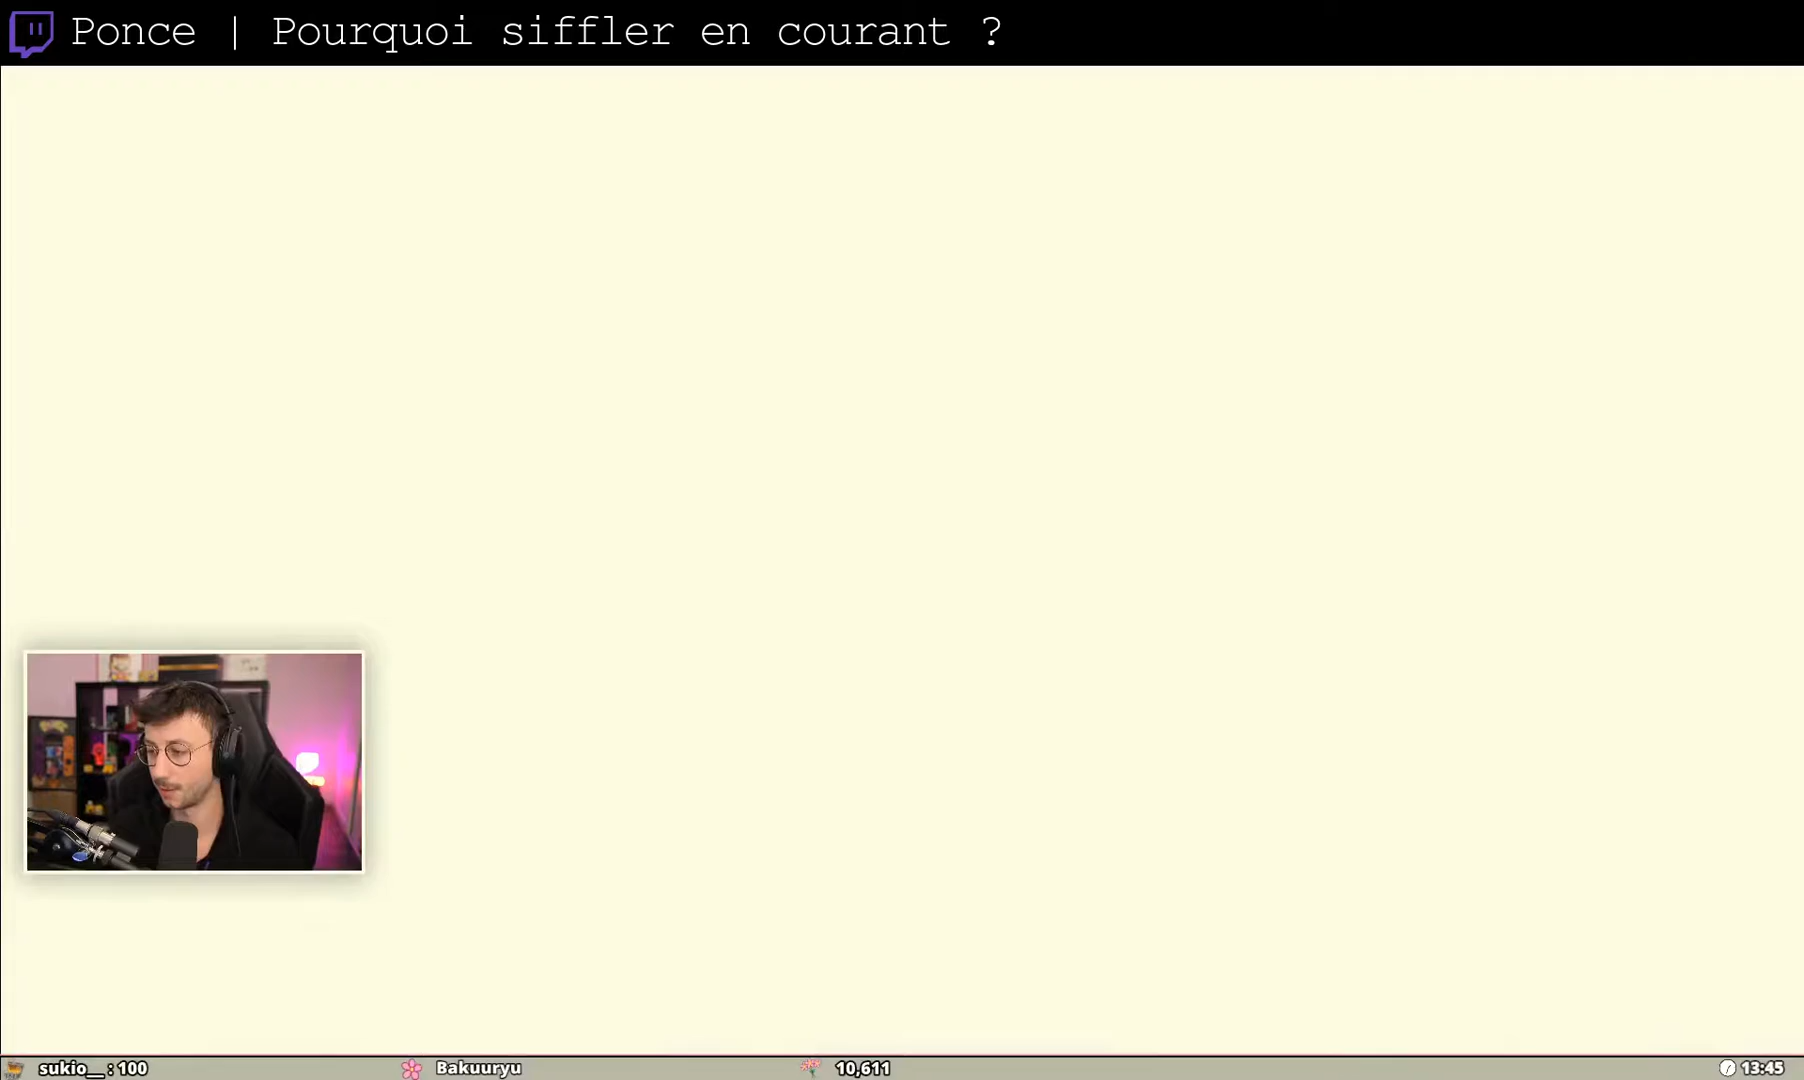 Ponce | Pourquoi siffler en courant ?
sukio__ : 100
Bakuuryu
10,611
13:45